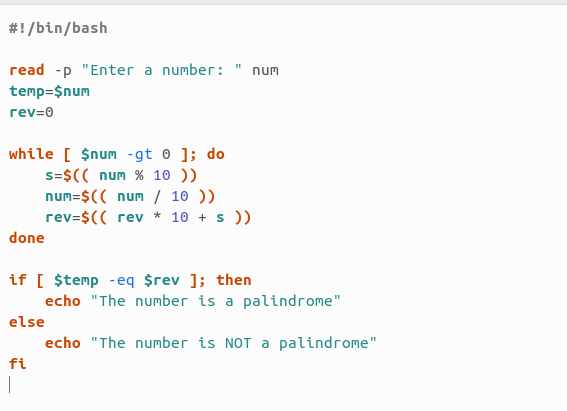 #!/bin/bash

read -p "Enter a number: " num
temp=$num
rev=0

while [ $num -gt 0 ]; do
    s=$(( num % 10 ))
    num=$(( num / 10 ))
    rev=$(( rev * 10 + s ))
done

if [ $temp -eq $rev ]; then
    echo "The number is a palindrome"
else
    echo "The number is NOT a palindrome"
fi